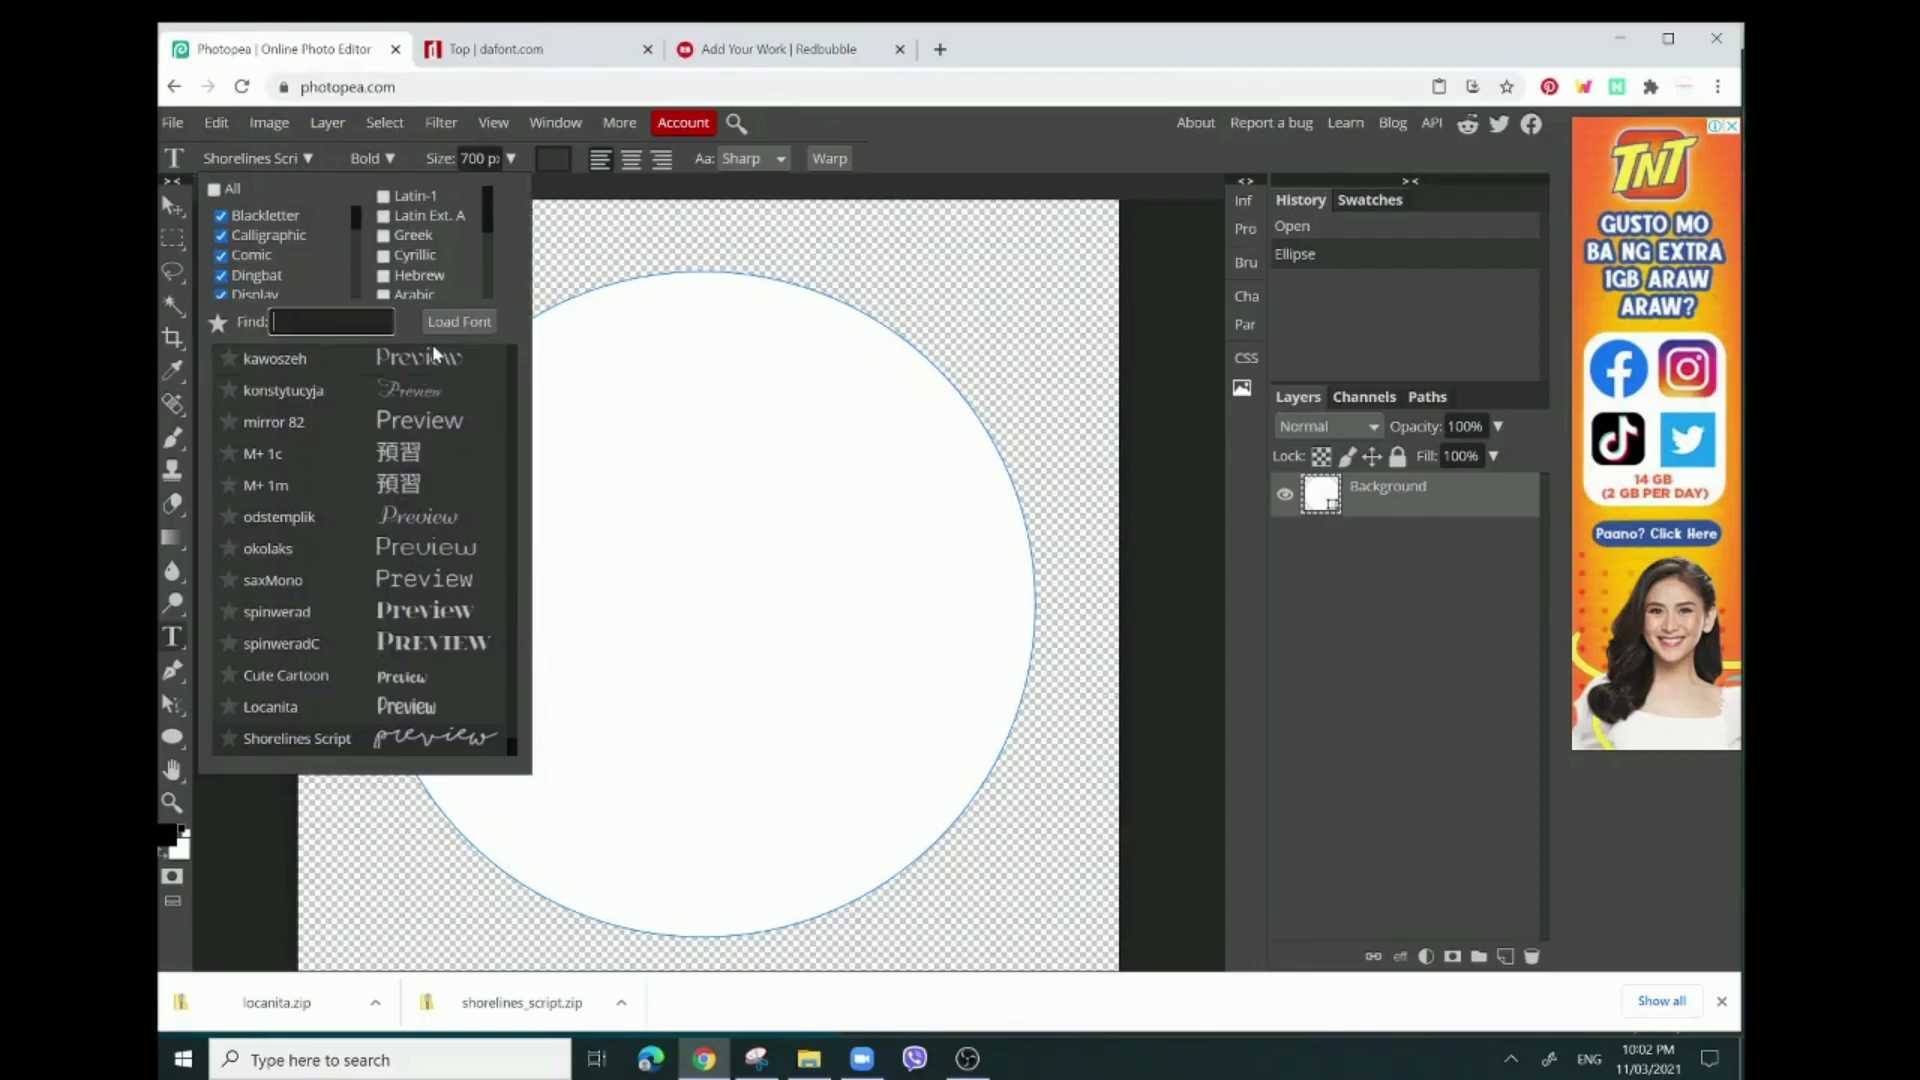 Photopea | Online Photo Editor
Top | dafont.com
Add Your Work | Redbubble
photopea.com
File Edit Image Layer Select Filter View Window More Account
About Report a bug Learn Blog API
Shorelines Scri ▼ Bold ▼ Size: 700 p ▼ Aa: Sharp Warp
All
Blackletter
Calligraphic
Comic
Dingbat
Display
Latin-1
Latin Ext. A
Greek
Cyrillic
Hebrew
Arabic
Find: Load Font
kawoszeh Preview
konstytucyja Preview
mirror 82 Preview
M+ 1c 預習
M+ 1m 預習
odstemplik Preview
okolaks Preview
saxMono Preview
spinwerad Preview
spinweradC PREVIEW
Cute Cartoon Preview
Locanita Preview
Shorelines Script preview
Inf
Pro
Bru
Cha
Par
CSS
History Swatches
Open
Ellipse
Layers Channels Paths
Normal Opacity: 100% ▼
Lock: Fill: 100% ▼
Background
eff
TNT
GUSTO MO
BA NG EXTRA
1GB ARAW
ARAW?
14 GB
(2 GB PER DAY)
Paano? Click Here
locanita.zip
shorelines_script.zip
Show all
Type here to search
ENG
10:02 PM
11/03/2021